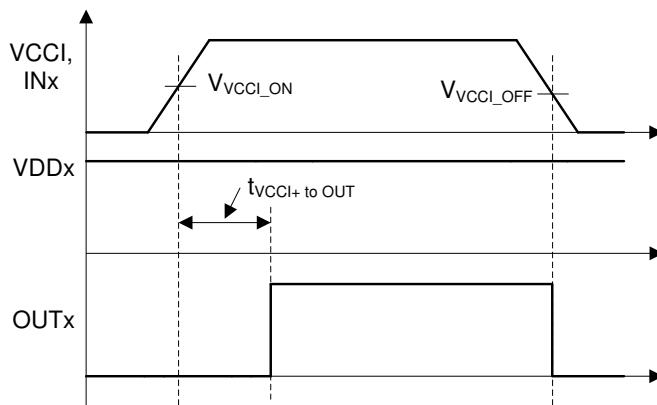 VCCI,
INx
VVCCI_ON
VVCCI_OFF
VDDx
tVCCI+ to OUT
OUTx